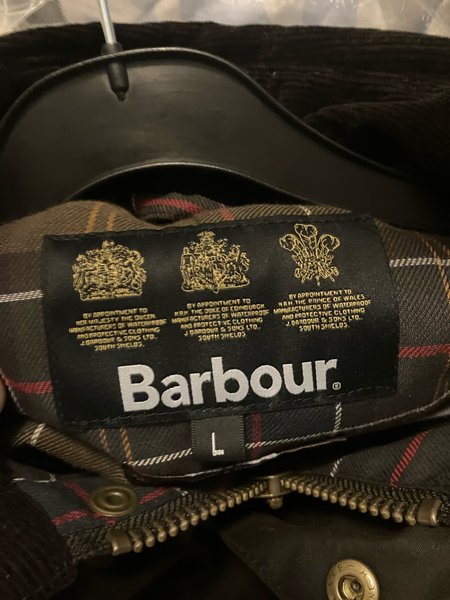 BY APPOINTMENT TO
HER MAJESTY THE QUEEN
MANUFACTURERS OF WATERPROOF
AND PROTECTIVE CLOTHING
J.BARBOUR & SONS LTD.
SOUTH SHIELDS.
BY APPOINTMENT TO
H.R.H. THE DUKE OF EDINBURGH
MANUFACTURERS OF WATERPROOF
AND PROTECTIVE CLOTHING
J.BARBOUR & SONS LTD.
SOUTH SHIELDS.
BY APPOINTMENT TO
H.R.H. THE PRINCE OF WALES
MANUFACTURERS OF WATERPROOF
AND PROTECTIVE CLOTHING
J.BARBOUR & SONS LTD.
SOUTH SHIELDS.
Barbour®
L